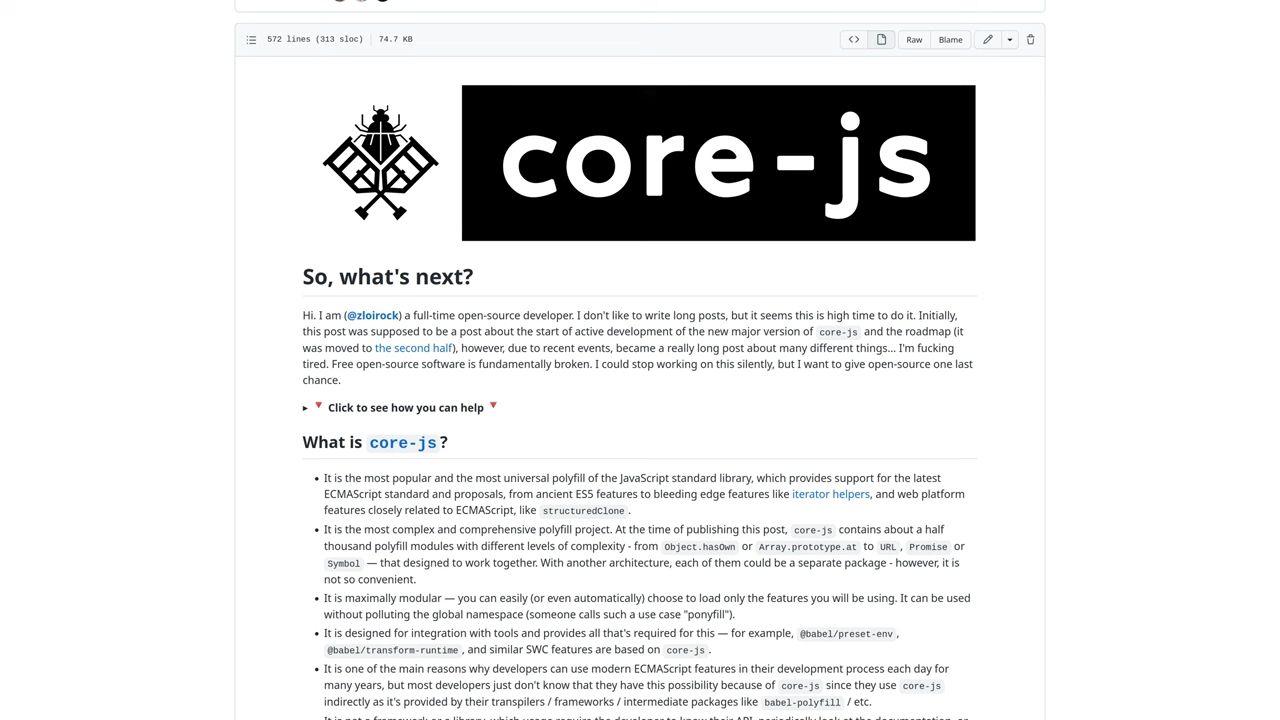 572 lines (313 sloc) 74.7 KB Raw Blame
core-js
So, what's next?
Hi. I am (@zloirock) a full-time open-source developer. I don't like to write long posts, but it seems this is high time to do it. Initially,
this post was supposed to be a post about the start of active development of the new major version of core-js and the roadmap (it
was moved to the second half), however, due to recent events, became a really long post about many different things... I'm fucking
tired. Free open-source software is fundamentally broken. I could stop working on this silently, but I want to give open-source one last
chance.
Click to see how you can help
What is core-js?
• It is the most popular and the most universal polyfill of the JavaScript standard library, which provides support for the latest
ECMAScript standard and proposals, from ancient ES5 features to bleeding edge features like iterator helpers, and web platform
features closely related to ECMAScript, like structuredClone.
• It is the most complex and comprehensive polyfill project. At the time of publishing this post, core-js contains about a half
thousand polyfill modules with different levels of complexity - from Object.hasOwn or Array.prototype.at to URL, Promise or
Symbol — that designed to work together. With another architecture, each of them could be a separate package - however, it is
not so convenient.
• It is maximally modular — you can easily (or even automatically) choose to load only the features you will be using. It can be used
without polluting the global namespace (someone calls such a use case "ponyfill").
• It is designed for integration with tools and provides all that's required for this — for example, @babel/preset-env,
@babel/transform-runtime, and similar SWC features are based on core-js.
• It is one of the main reasons why developers can use modern ECMAScript features in their development process each day for
many years, but most developers just don't know that they have this possibility because of core-js since they use core-js
indirectly as it's provided by their transpilers / frameworks / intermediate packages like babel-polyfill / etc.